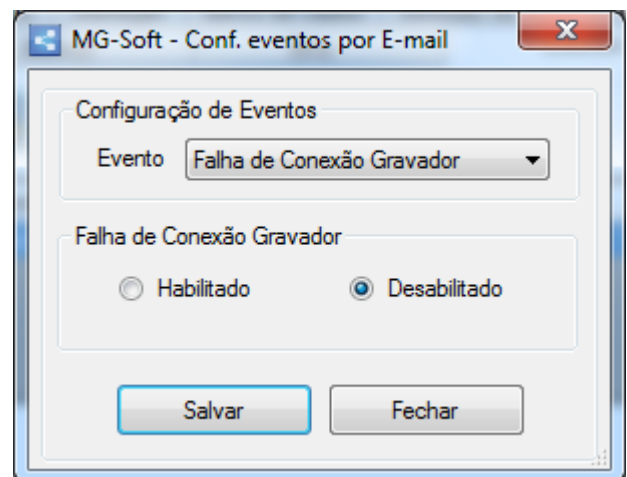 MG-Soft - Conf. eventos por E-mail
Configuração de Eventos
Evento Falha de Conexão Gravador
Falha de Conexão Gravador
Habilitado Desabilitado
Salvar Fechar